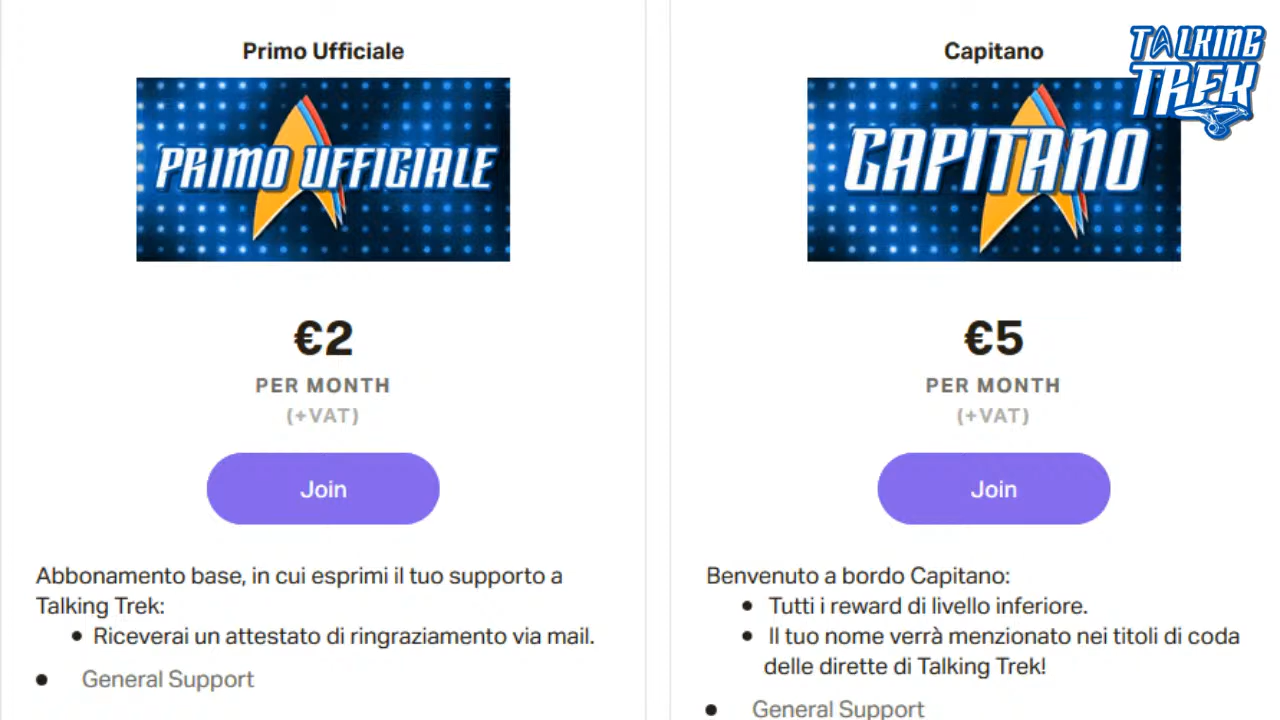 Primo Ufficiale
PRIMO UFFICIALE
€2
PER MONTH
(+VAT)
Join
Abbonamento base, in cui esprimi il tuo supporto a
Talking Trek:
• Riceverai un attestato di ringraziamento via mail.
• General Support
Capitano
CAPITANO
€5
PER MONTH
(+VAT)
Join
Benvenuto a bordo Capitano:
• Tutti i reward di livello inferiore.
• Il tuo nome verrà menzionato nei titoli di coda
delle dirette di Talking Trek!
• General Support
TALKING
TREK